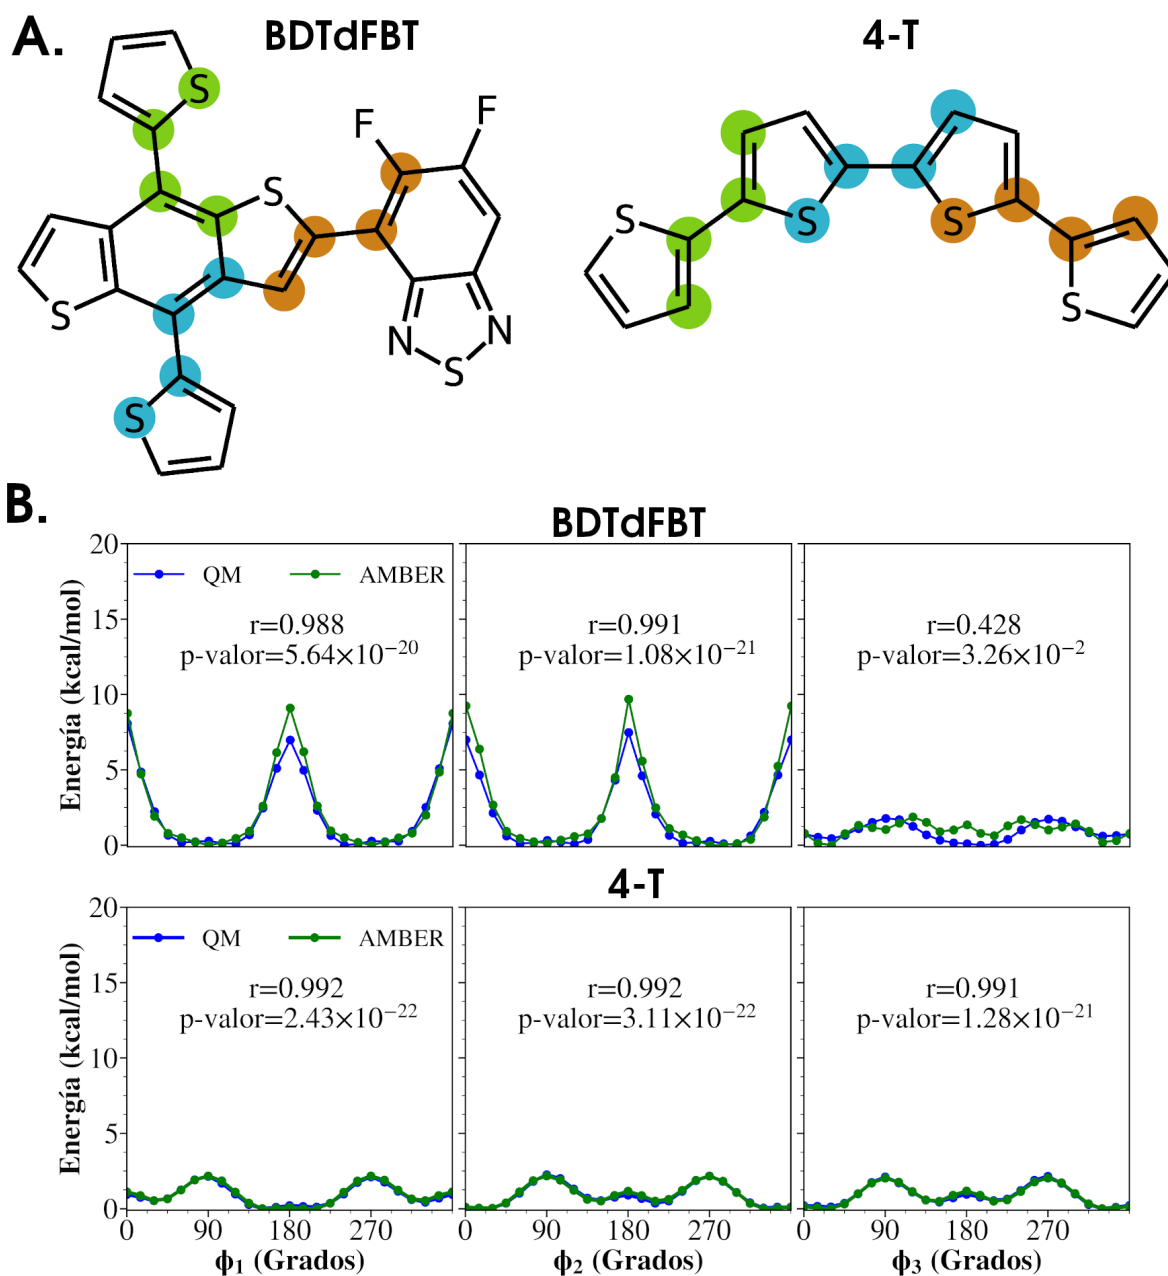 A.
BDTdFBT
4-T
S
F
F
S
S
N
N
S
S
S
S
S
S
B.
BDTdFBT
Energía (kcal/mol)
20
15
10
5
0
QM
AMBER
r=0.988
p-valor=5.64×10⁻²⁰
r=0.991
p-valor=1.08×10⁻²¹
r=0.428
p-valor=3.26×10⁻²
4-T
Energía (kcal/mol)
20
15
10
5
0
QM
AMBER
r=0.992
p-valor=2.43×10⁻²²
r=0.992
p-valor=3.11×10⁻²²
r=0.991
p-valor=1.28×10⁻²¹
0 90 180 270
0 90 180 270
0 90 180 270
ϕ₁ (Grados)
ϕ₂ (Grados)
ϕ₃ (Grados)